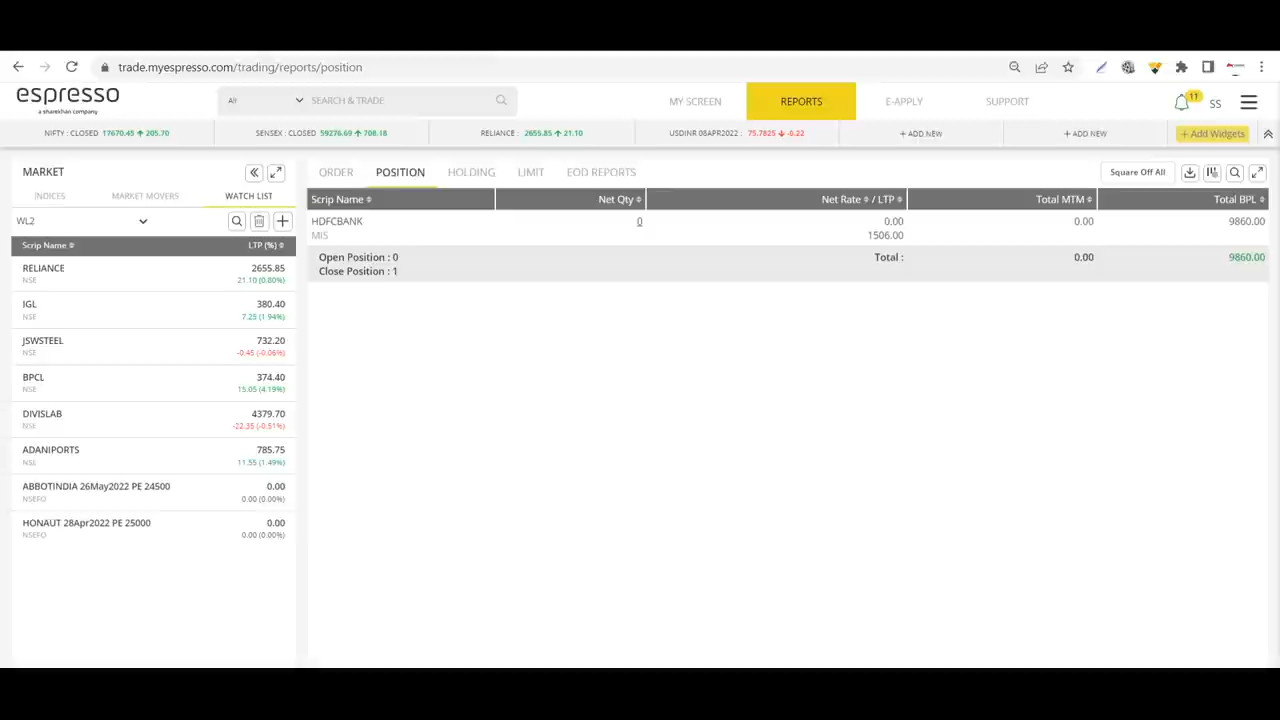 trade.myespresso.com/trading/reports/position
espresso
a sharekhan company
All
SEARCH & TRADE
MY SCREEN
REPORTS
E-APPLY
SUPPORT
11
SS
NIFTY : CLOSED 17670.45 205.70
SENSEX : CLOSED 59276.69 708.18
RELIANCE : 2655.85 21.10
USDINR 08APR2022 : 75.7825 -0.22
+ ADD NEW
+ ADD NEW
+ Add Widgets
MARKET
INDICES
MARKET MOVERS
WATCH LIST
WL2
Scrip Name LTP (%)
RELIANCE 2655.85
NSE 21.10 (0.80%)
IGL 380.40
NSE 7.25 (1.94%)
JSWSTEEL 732.20
NSE -0.45 (-0.06%)
BPCL 374.40
NSE 15.05 (4.19%)
DIVISLAB 4379.70
NSE -22.35 (-0.51%)
ADANIPORTS 785.75
NSE 11.55 (1.49%)
ABBOTINDIA 26May2022 PE 24500 0.00
NSEFO 0.00 (0.00%)
HONAUT 28Apr2022 PE 25000 0.00
NSEFO 0.00 (0.00%)
ORDER
POSITION
HOLDING
LIMIT
EOD REPORTS
Square Off All
Scrip Name Net Qty Net Rate / LTP Total MTM Total BPL
HDFCBANK 0 0.00 0.00 9860.00
MIS 1506.00
Open Position : 0 Total : 0.00 9860.00
Close Position : 1